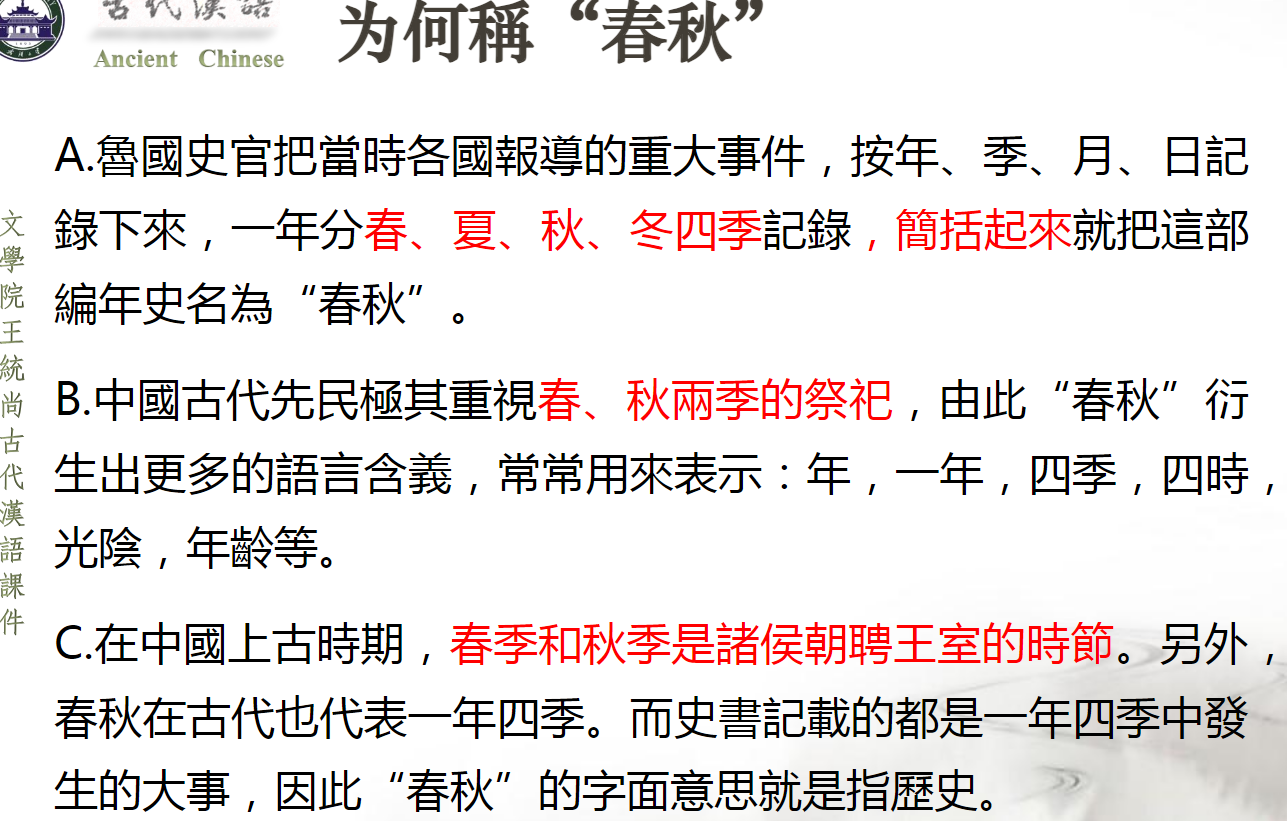 古代漢語
Ancient Chinese
为何稱“春秋”
A.魯國史官把當時各國報導的重大事件，按年、季、月、日記
錄下來，一年分春、夏、秋、冬四季記錄，簡括起來就把這部
編年史名為“春秋”。
B.中國古代先民極其重視春、秋兩季的祭祀，由此“春秋”衍
生出更多的語言含義，常常用來表示：年，一年，四季，四時，
光陰，年齡等。
C.在中國上古時期，春季和秋季是諸侯朝聘王室的時節。另外，
春秋在古代也代表一年四季。而史書記載的都是一年四季中發
生的大事，因此“春秋”的字面意思就是指歷史。
文學院王統尚古代漢語課件